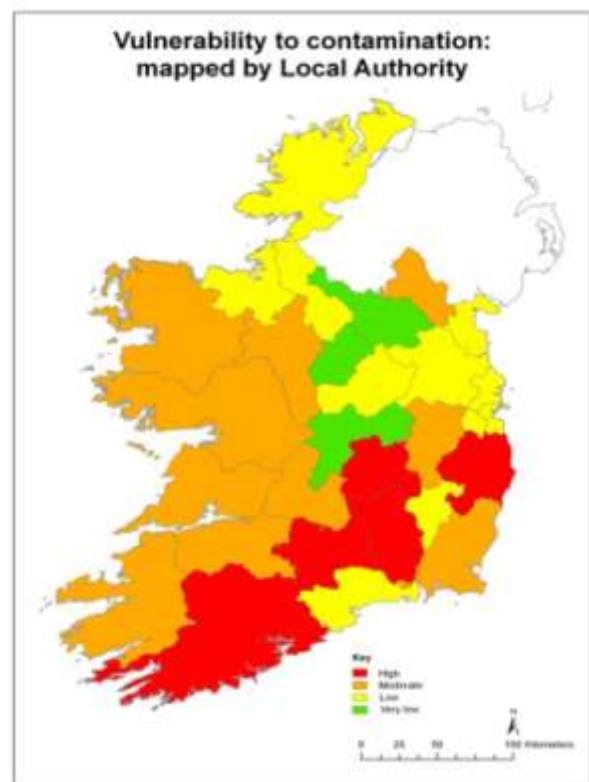 Vulnerability to contamination:
mapped by Local Authority
Key
High
Moderate
Low
Very low
N
0 25 50 100 Kilometers